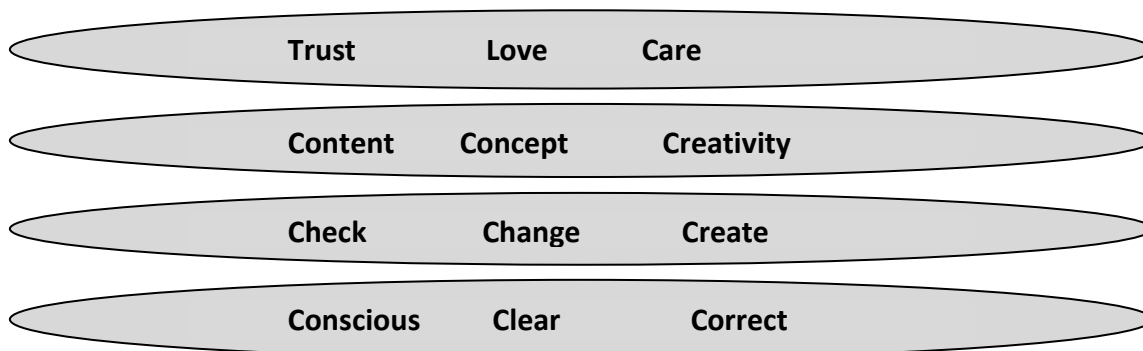 Trust Love Care
Content Concept Creativity
Check Change Create
Conscious Clear Correct